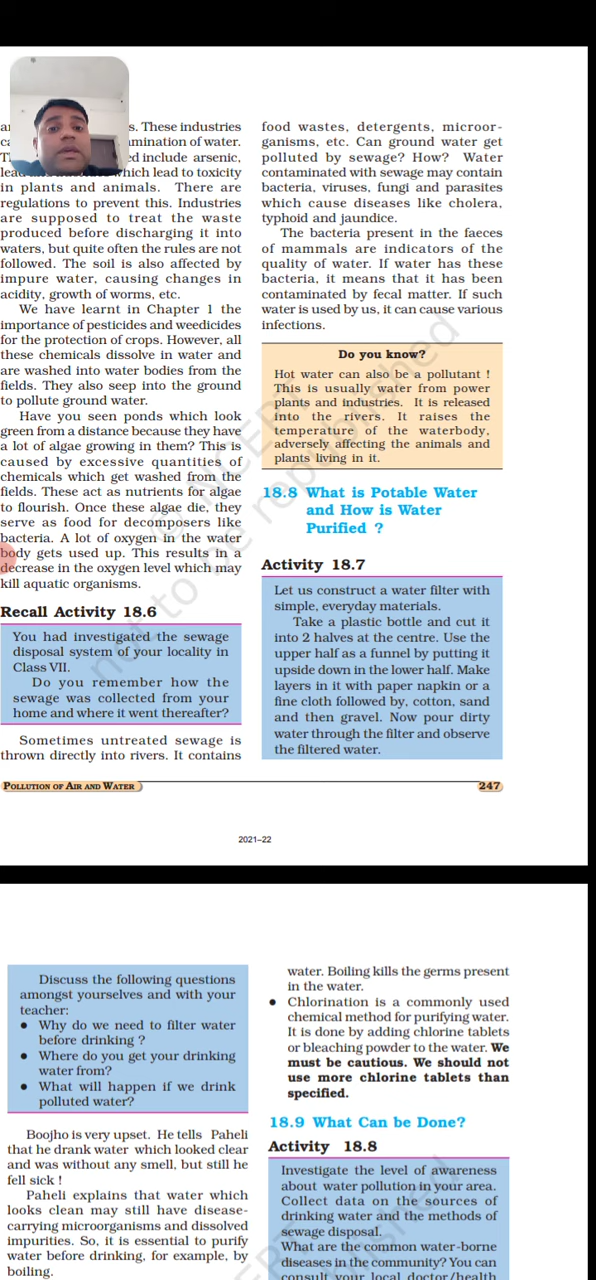 s. These industries
mination of water.
ed include arsenic,
which lead to toxicity
in plants and animals. There are
regulations to prevent this. Industries
are supposed to treat the waste
produced before discharging it into
waters, but quite often the rules are not
followed. The soil is also affected by
impure water, causing changes in
acidity, growth of worms, etc.
We have learnt in Chapter 1 the
importance of pesticides and weedicides
for the protection of crops. However, all
these chemicals dissolve in water and
are washed into water bodies from the
fields. They also seep into the ground
to pollute ground water.
Have you seen ponds which look
green from a distance because they have
a lot of algae growing in them? This is
caused by excessive quantities of
chemicals which get washed from the
fields. These act as nutrients for algae
to flourish. Once these algae die, they
serve as food for decomposers like
bacteria. A lot of oxygen in the water
body gets used up. This results in a
decrease in the oxygen level which may
kill aquatic organisms.
Recall Activity 18.6
You had investigated the sewage
disposal system of your locality in
Class VII.
Do you remember how the
sewage was collected from your
home and where it went thereafter?
Sometimes untreated sewage is
thrown directly into rivers. It contains
food wastes, detergents, microor-
ganisms, etc. Can ground water get
polluted by sewage? How? Water
contaminated with sewage may contain
bacteria, viruses, fungi and parasites
which cause diseases like cholera,
typhoid and jaundice.
The bacteria present in the faeces
of mammals are indicators of the
quality of water. If water has these
bacteria, it means that it has been
contaminated by fecal matter. If such
water is used by us, it can cause various
infections.
Do you know?
Hot water can also be a pollutant !
This is usually water from power
plants and industries. It is released
into the rivers. It raises the
temperature of the waterbody,
adversely affecting the animals and
plants living in it.
18.8 What is Potable Water
and How is Water
Purified ?
Activity 18.7
Let us construct a water filter with
simple, everyday materials.
Take a plastic bottle and cut it
into 2 halves at the centre. Use the
upper half as a funnel by putting it
upside down in the lower half. Make
layers in it with paper napkin or a
fine cloth followed by, cotton, sand
and then gravel. Now pour dirty
water through the filter and observe
the filtered water.
© NCERT
not to be republished
POLLUTION OF AIR AND WATER
247
2021–22
Discuss the following questions
amongst yourselves and with your
teacher:
● Why do we need to filter water
before drinking ?
● Where do you get your drinking
water from?
● What will happen if we drink
polluted water?
Boojho is very upset. He tells Paheli
that he drank water which looked clear
and was without any smell, but still he
fell sick !
Paheli explains that water which
looks clean may still have disease-
carrying microorganisms and dissolved
impurities. So, it is essential to purify
water before drinking, for example, by
boiling.
water. Boiling kills the germs present
in the water.
● Chlorination is a commonly used
chemical method for purifying water.
It is done by adding chlorine tablets
or bleaching powder to the water. We
must be cautious. We should not
use more chlorine tablets than
specified.
18.9 What Can be Done?
Activity 18.8
Investigate the level of awareness
about water pollution in your area.
Collect data on the sources of
drinking water and the methods of
sewage disposal.
What are the common water-borne
diseases in the community? You can
consult your local doctor/health